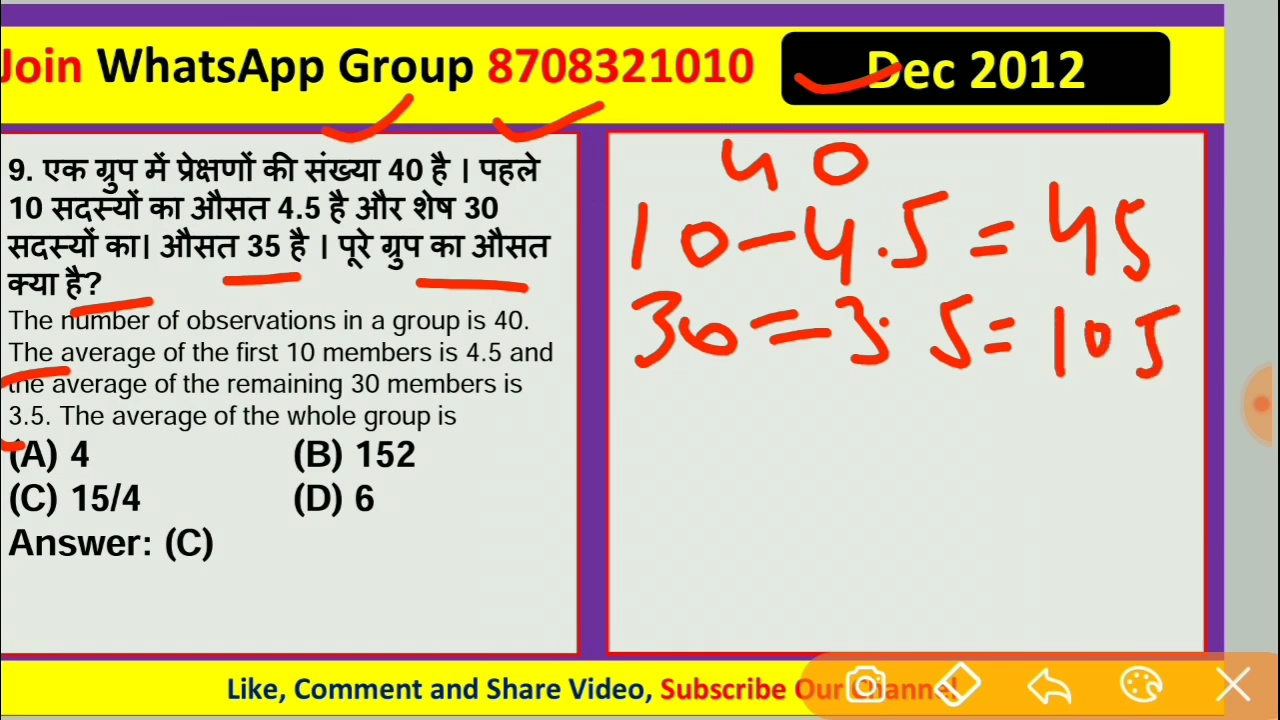 Join WhatsApp Group 8708321010
Dec 2012
9. एक ग्रुप में प्रेक्षणों की संख्या 40 है । पहले
10 सदस्यों का औसत 4.5 है और शेष 30
सदस्यों का। औसत 35 है । पूरे ग्रुप का औसत
क्या है?
The number of observations in a group is 40.
The average of the first 10 members is 4.5 and
the average of the remaining 30 members is
3.5. The average of the whole group is
(A) 4 (B) 152
(C) 15/4 (D) 6
Answer: (C)
40
10-4.5=45
30=3.5=105
Like, Comment and Share Video, Subscribe Our Channel